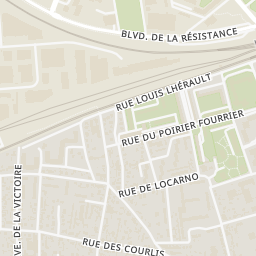 BLVD. DE LA RÉSISTANCE
RUE LOUIS LHÉRAULT
RUE DU POIRIER FOURRIER
RUE DE LOCARNO
VE. DE LA VICTOIRE
RUE DES COURLIS